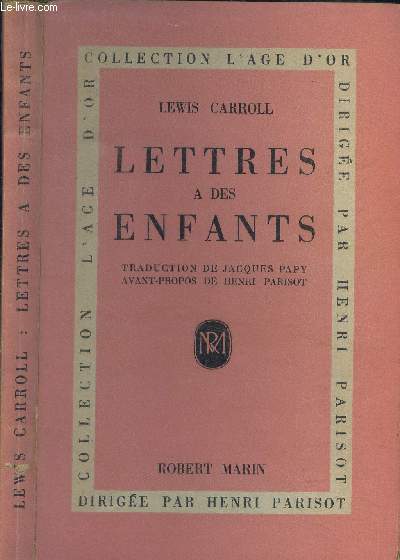 LEWIS CARROLL : LETTRES A DES ENFANTS
COLLECTION L'AGE D'OR
COLLECTION L'AGE D'OR
DIRIGÉE PAR HENRI PARISOT
LEWIS CARROLL
LETTRES
A DES
ENFANTS
TRADUCTION DE JACQUES PAPY
AVANT-PROPOS DE HENRI PARISOT
RM
ROBERT MARIN
DIRIGÉE PAR HENRI PARISOT
le-livre.com